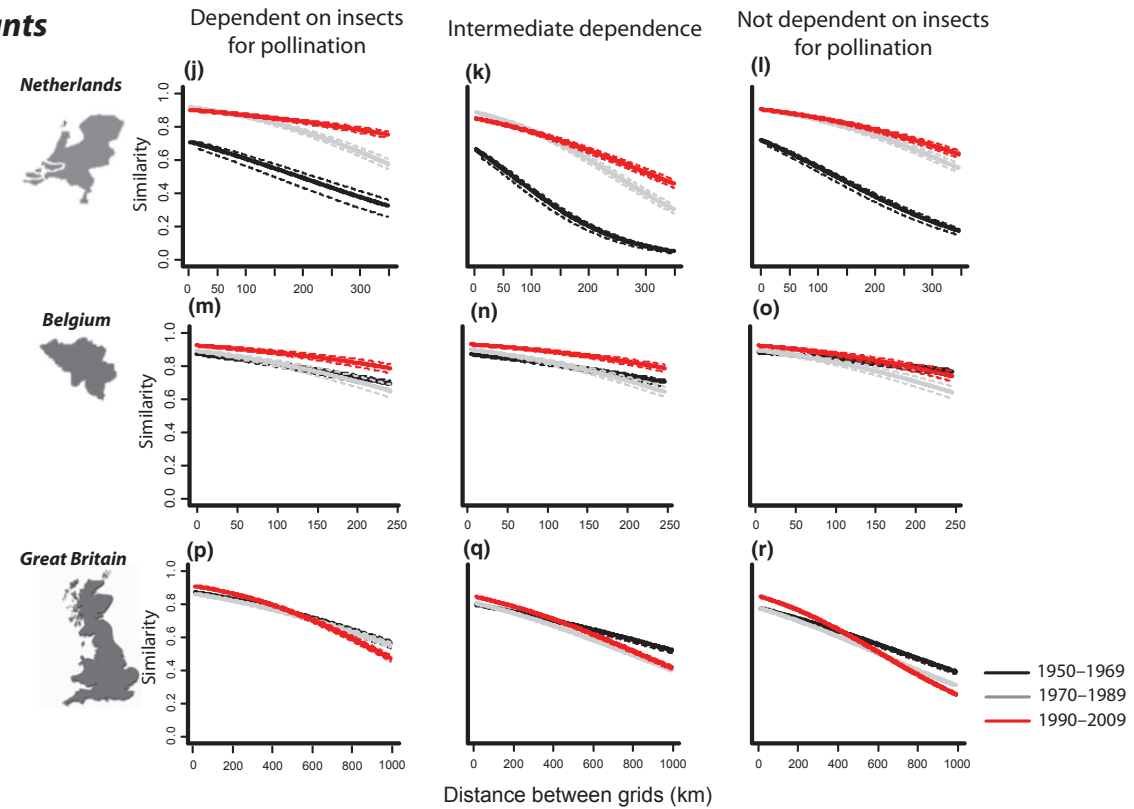 nts
Dependent on insects
for pollination
Intermediate dependence
Not dependent on insects
for pollination
Netherlands
(j)
(k)
(l)
Similarity
0.0 0.2 0.4 0.6 0.8 1.0
0 50 100 200 300
0 50 100 200 300
0 50 100 200 300
Belgium
(m)
(n)
(o)
Similarity
0.0 0.2 0.4 0.6 0.8 1.0
0 50 100 150 200 250
0 50 100 150 200 250
0 50 100 150 200 250
Great Britain
(p)
(q)
(r)
Similarity
0.0 0.2 0.4 0.6 0.8 1.0
0 200 400 600 800 1000
0 200 400 600 800 1000
0 200 400 600 800 1000
1950–1969
1970–1989
1990–2009
Distance between grids (km)